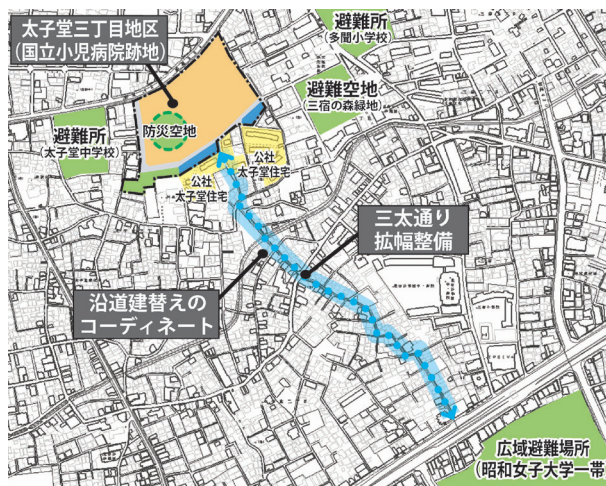 太子堂三丁目地区
(国立小児病院跡地)
避難所
(多聞小学校)
避難空地
(三宿の森緑地)
避難所
(太子堂中学校)
防災空地
公社
太子堂住宅
公社
太子堂住宅
三太通り
拡幅整備
沿道建替えの
コーディネート
広域避難場所
(昭和女子大学一帯)